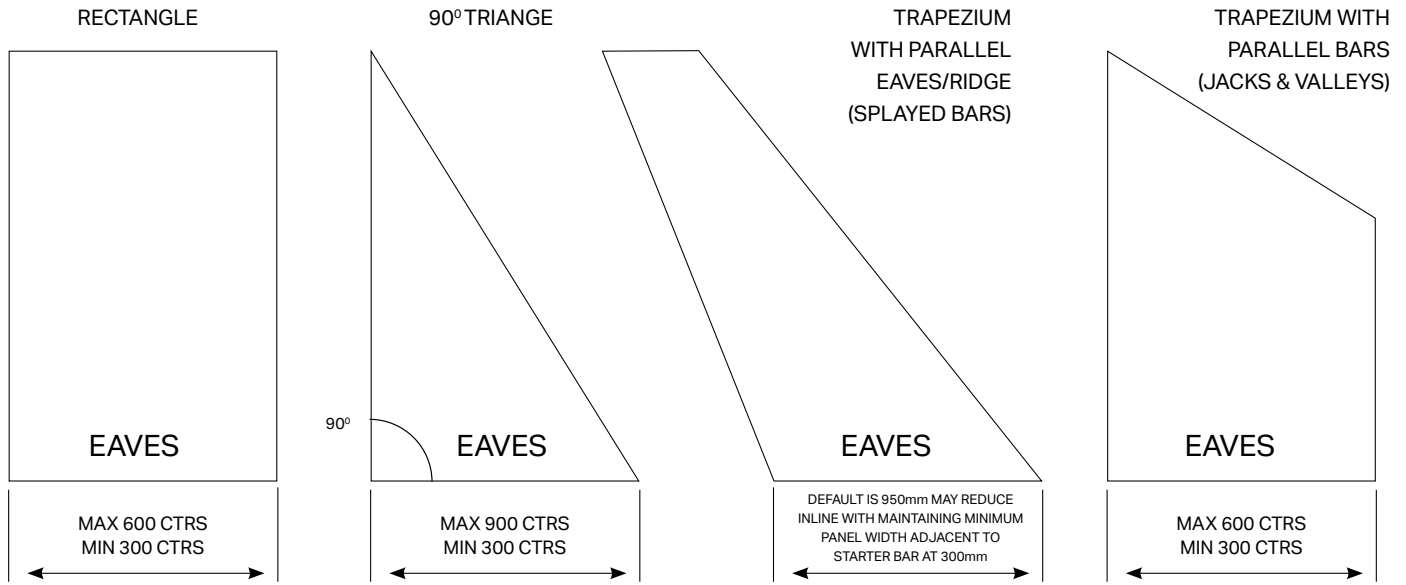 RECTANGLE
90⁰ TRIANGE
TRAPEZIUM
WITH PARALLEL
EAVES/RIDGE
(SPLAYED BARS)
TRAPEZIUM WITH
PARALLEL BARS
(JACKS & VALLEYS)
90⁰
EAVES
EAVES
EAVES
EAVES
MAX 600 CTRS
MIN 300 CTRS
MAX 900 CTRS
MIN 300 CTRS
DEFAULT IS 950mm MAY REDUCE
INLINE WITH MAINTAINING MINIMUM
PANEL WIDTH ADJACENT TO
STARTER BAR AT 300mm
MAX 600 CTRS
MIN 300 CTRS